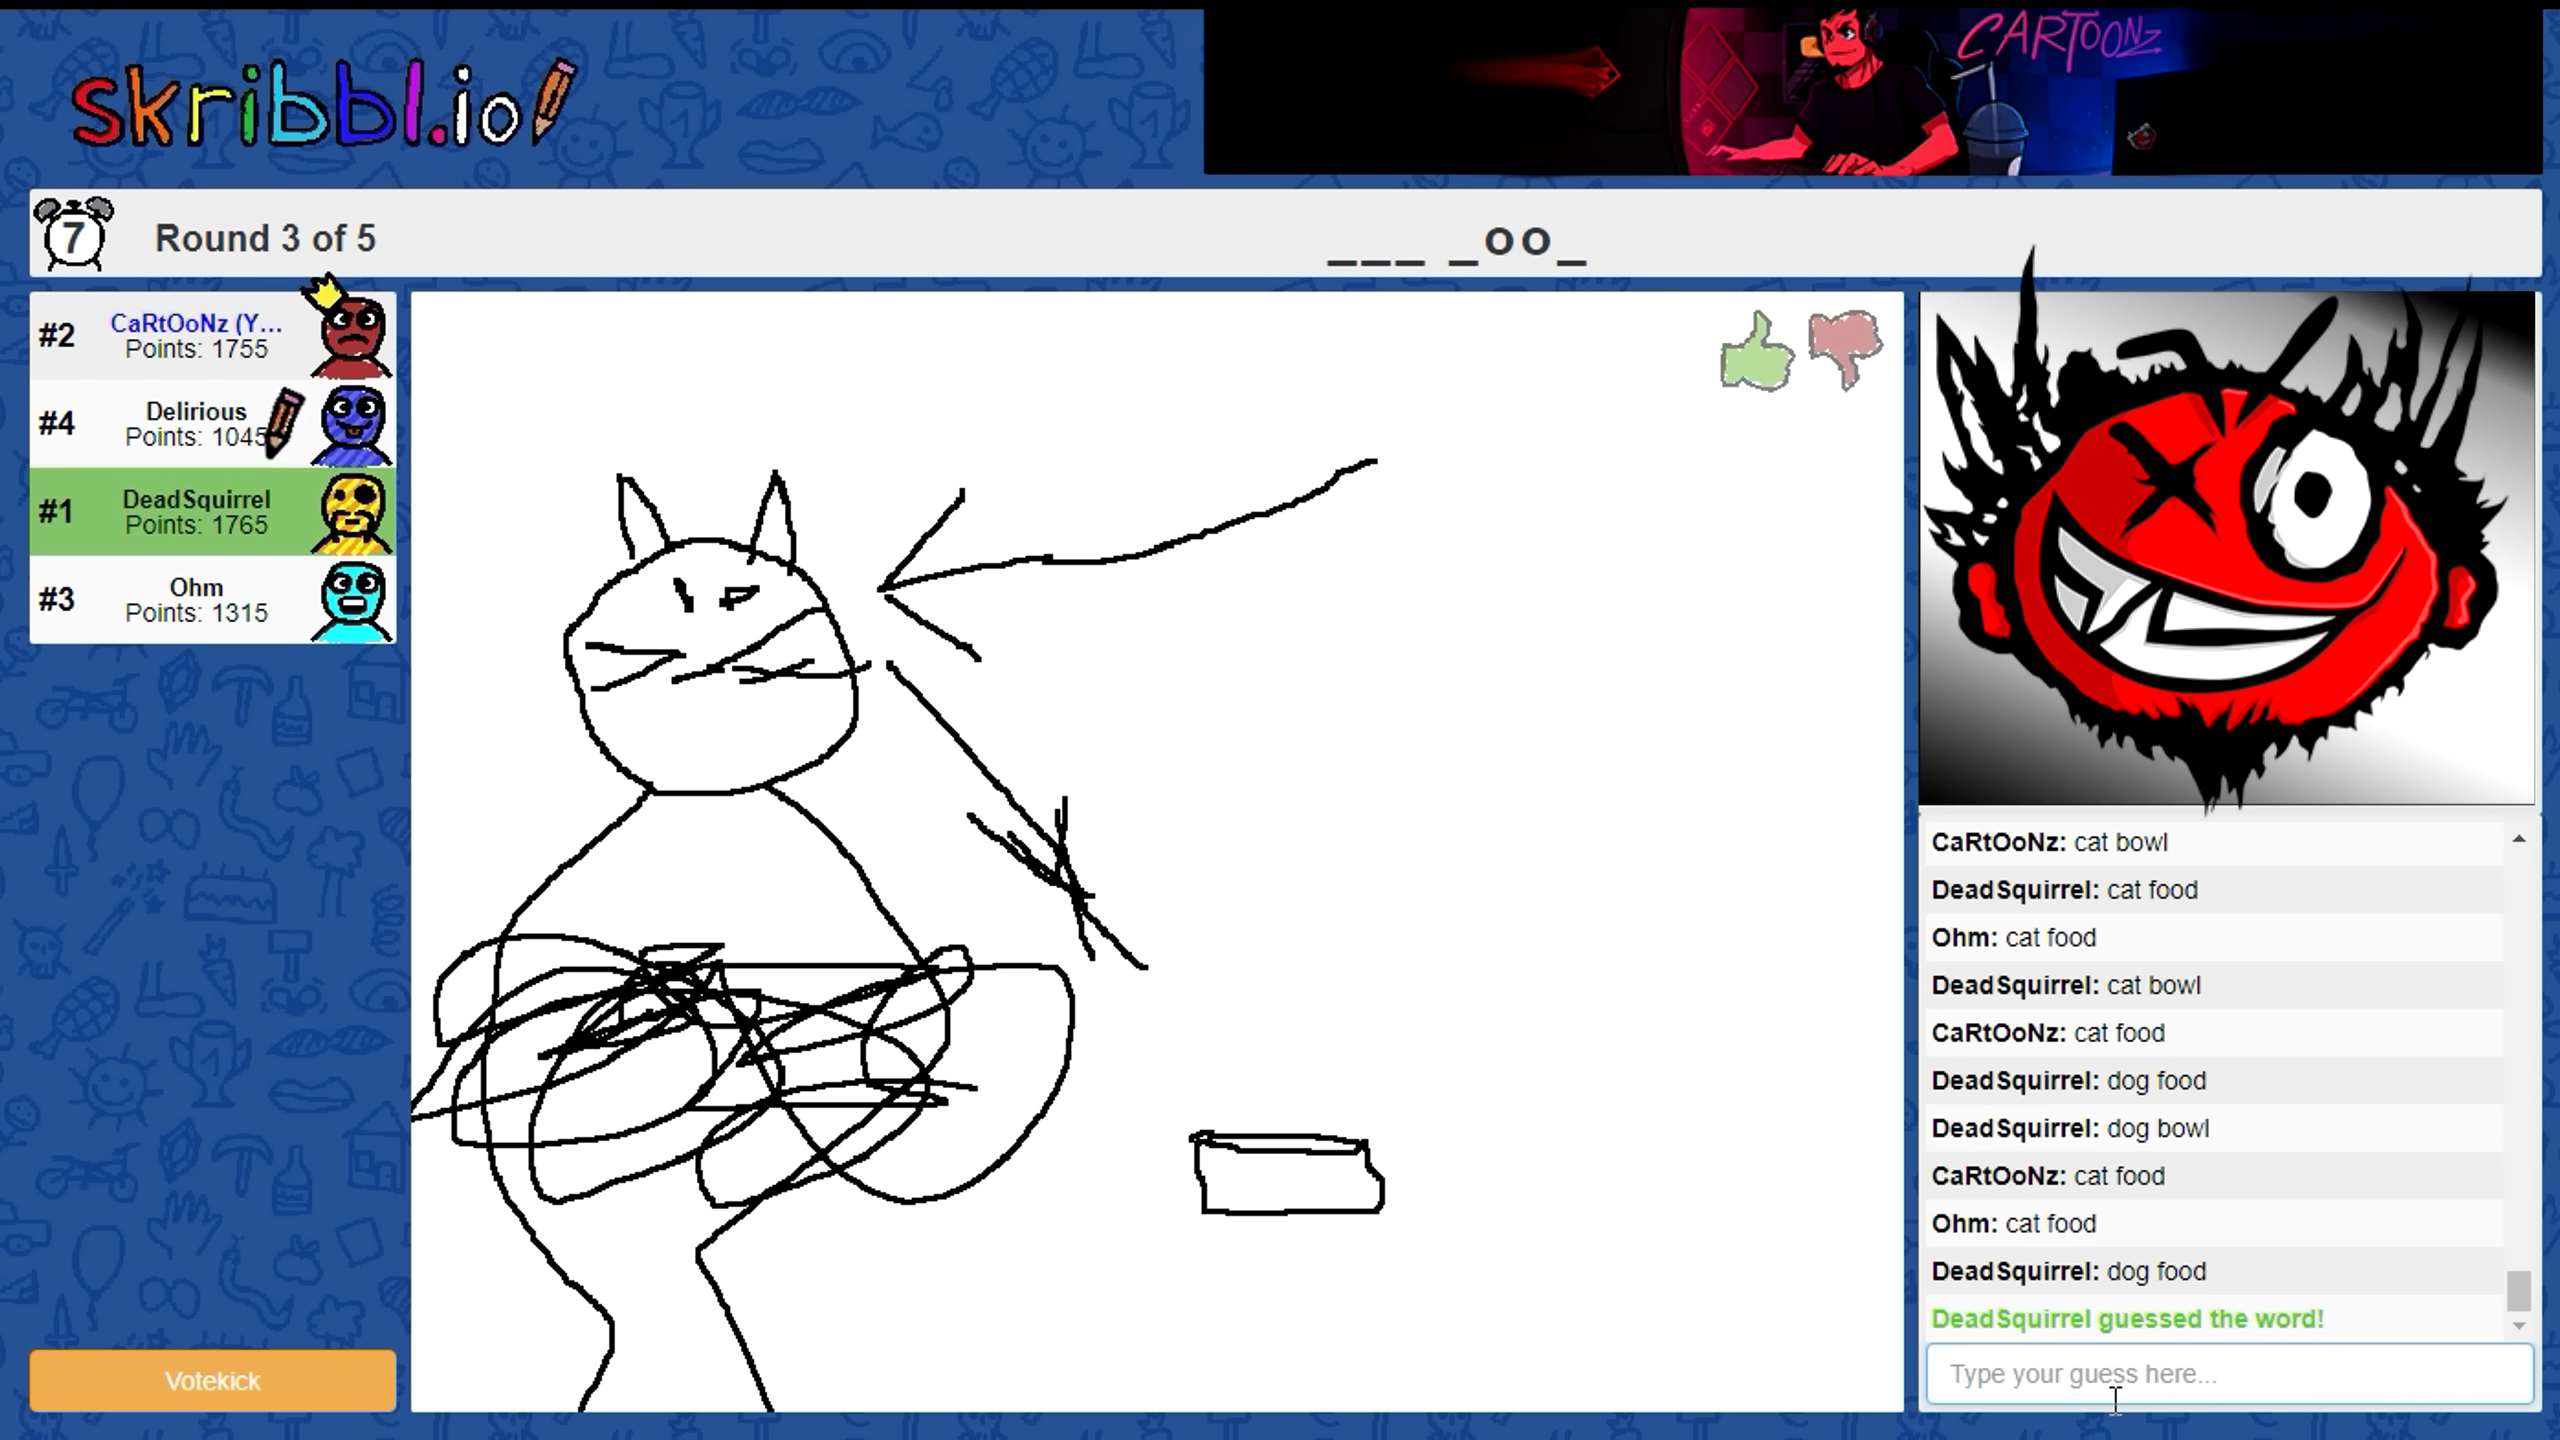 skribbl.io
CARTOONZ
7
Round 3 of 5
___ _oo_
#2
CaRtOoNz (Y...
Points: 1755
#4
Delirious
Points: 1045
#1
DeadSquirrel
Points: 1765
#3
Ohm
Points: 1315
CaRtOoNz: cat bowl
DeadSquirrel: cat food
Ohm: cat food
DeadSquirrel: cat bowl
CaRtOoNz: cat food
DeadSquirrel: dog food
DeadSquirrel: dog bowl
CaRtOoNz: cat food
Ohm: cat food
DeadSquirrel: dog food
DeadSquirrel guessed the word!
Type your guess here...
Votekick